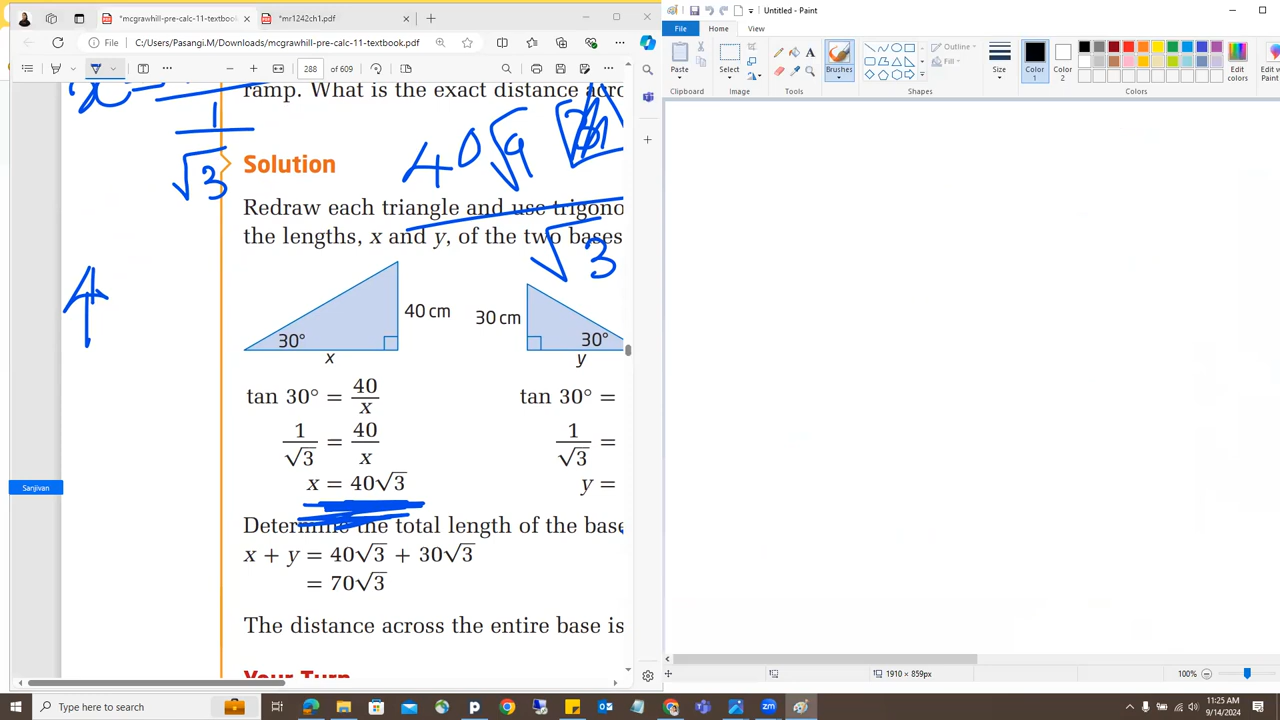 *mcgrawhill-pre-calc-11-textbook.
*mr1242ch1.pdf
File
C:/Users/Pasangi.M/Downloads/mcgrawhill-pre-calc-11-textbook.pdf
288 of 609
ramp. What is the exact distance acr
1
√3
Solution
40√9
√3
Redraw each triangle and use trigono
the lengths, x and y, of the two bases
40 cm
30 cm
30°
30°
x
y
tan 30° = 40/x
tan 30° =
1/√3 = 40/x
1/√3 =
x = 40√3
y =
Determine the total length of the base
x + y = 40√3 + 30√3
= 70√3
The distance across the entire base is
Your Turn
Sanjivan
Untitled - Paint
File
Home
View
Paste
Select
Brushes
Outline
Fill
Size
Color 1
Color 2
Edit colors
Edit
Paint
Clipboard
Image
Tools
Shapes
Colors
1910 × 859px
100%
Type here to search
11:25 AM
9/14/2024